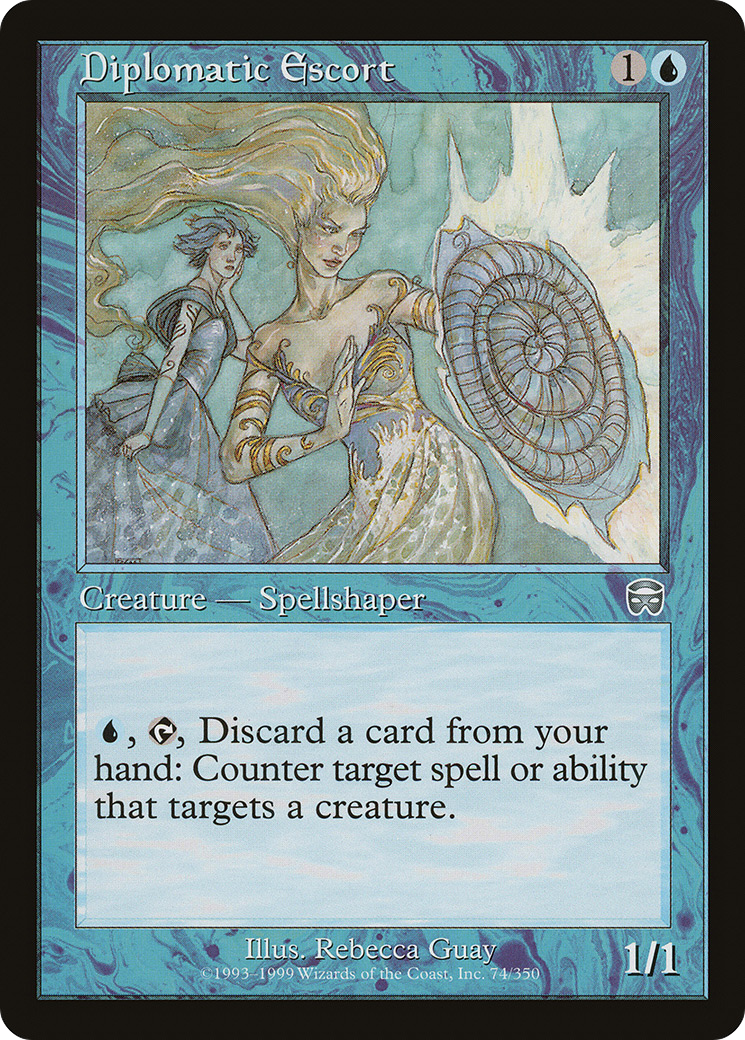 Diplomatic Escort
1
Creature — Spellshaper
, , Discard a card from your
hand: Counter target spell or ability
that targets a creature.
Illus. Rebecca Guay
©1993–1999 Wizards of the Coast, Inc. 74/350
1/1